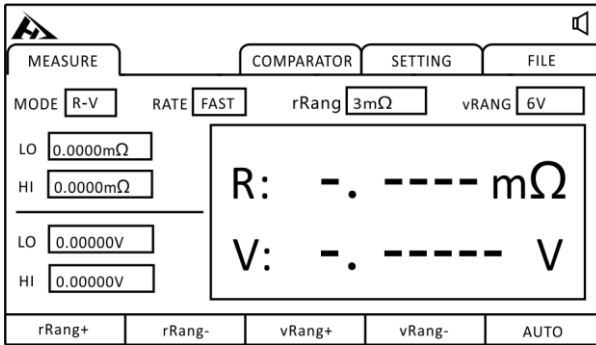 MEASURE COMPARATOR SETTING FILE
MODE R-V RATE FAST rRang 3mΩ vRANG 6V
LO 0.0000mΩ
HI 0.0000mΩ
R: -. ---- mΩ
LO 0.00000V
HI 0.00000V
V: -. ----- V
rRang+ rRang- vRang+ vRang- AUTO